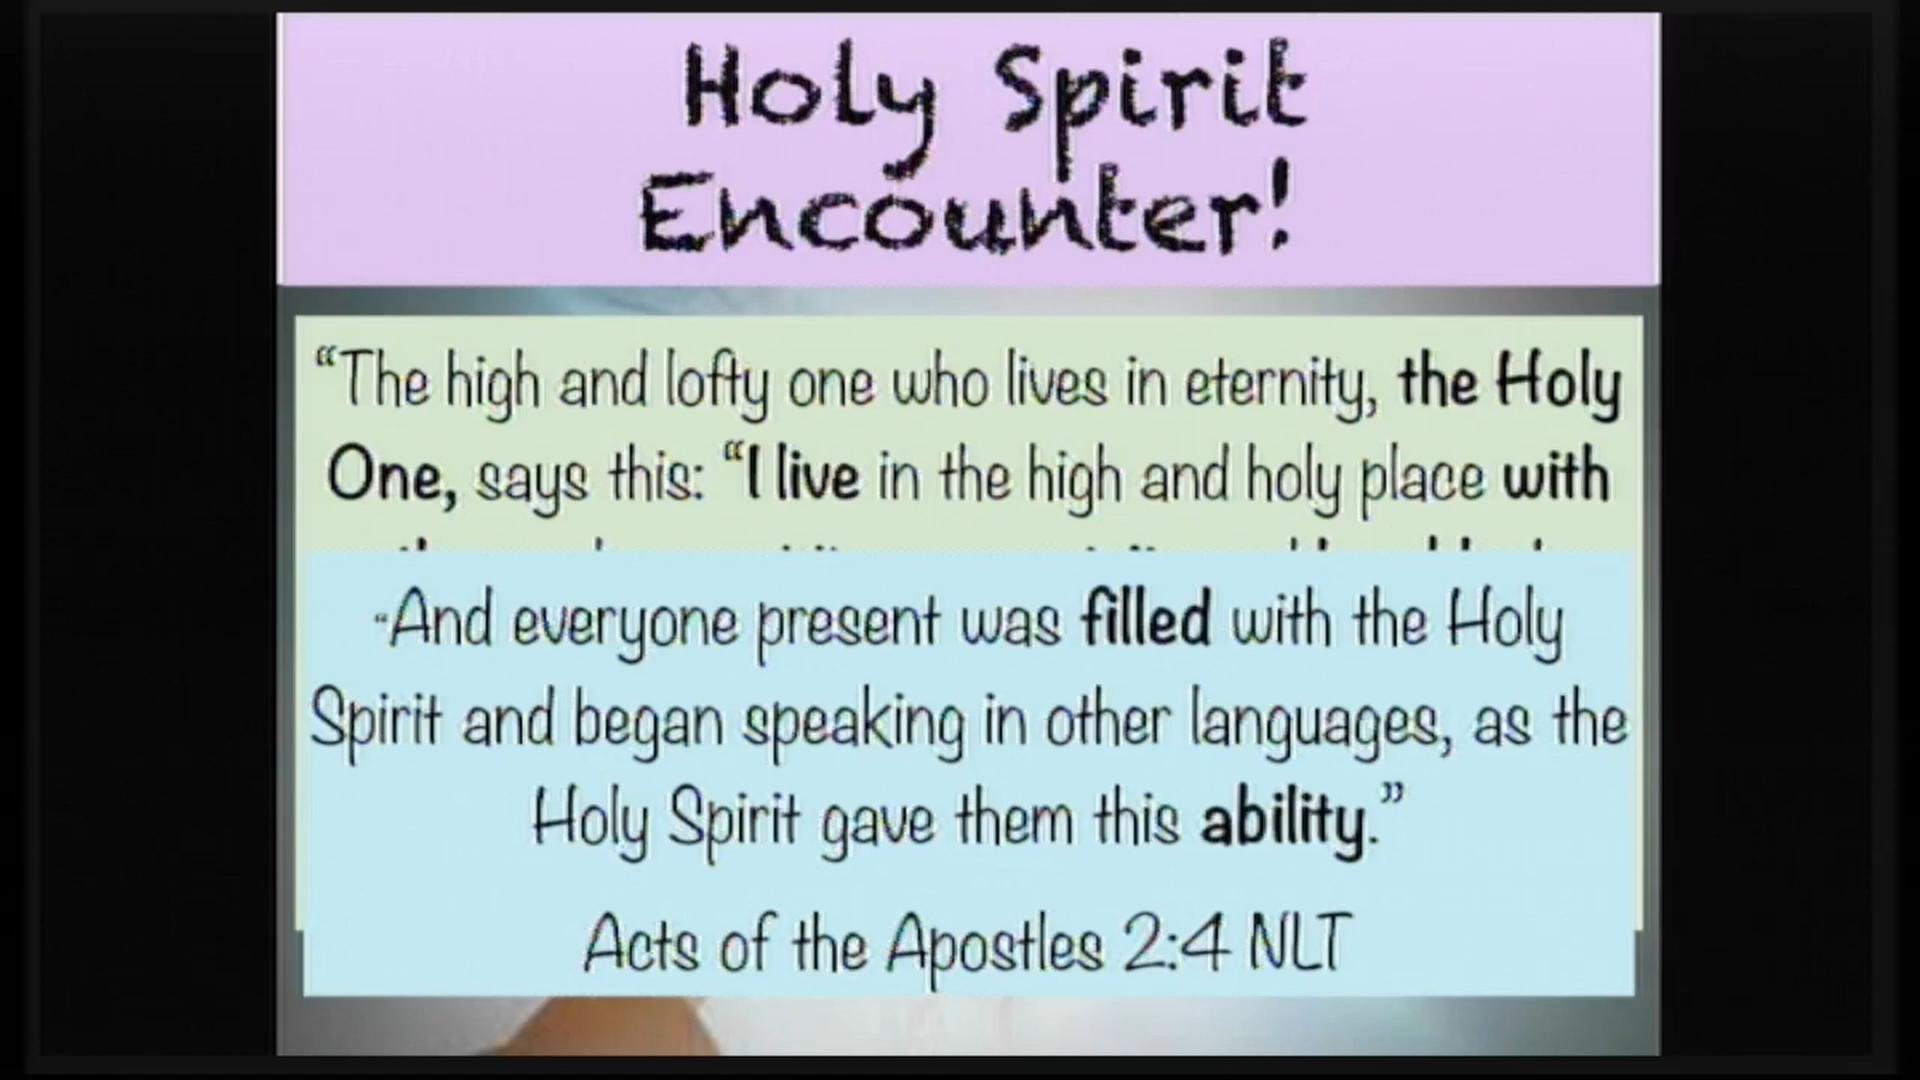 Holy Spirit
Encounter!
“The high and lofty one who lives in eternity, the Holy
One, says this: “I live in the high and holy place with
“And everyone present was filled with the Holy
Spirit and began speaking in other languages, as the
Holy Spirit gave them this ability.”
Acts of the Apostles 2:4 NLT